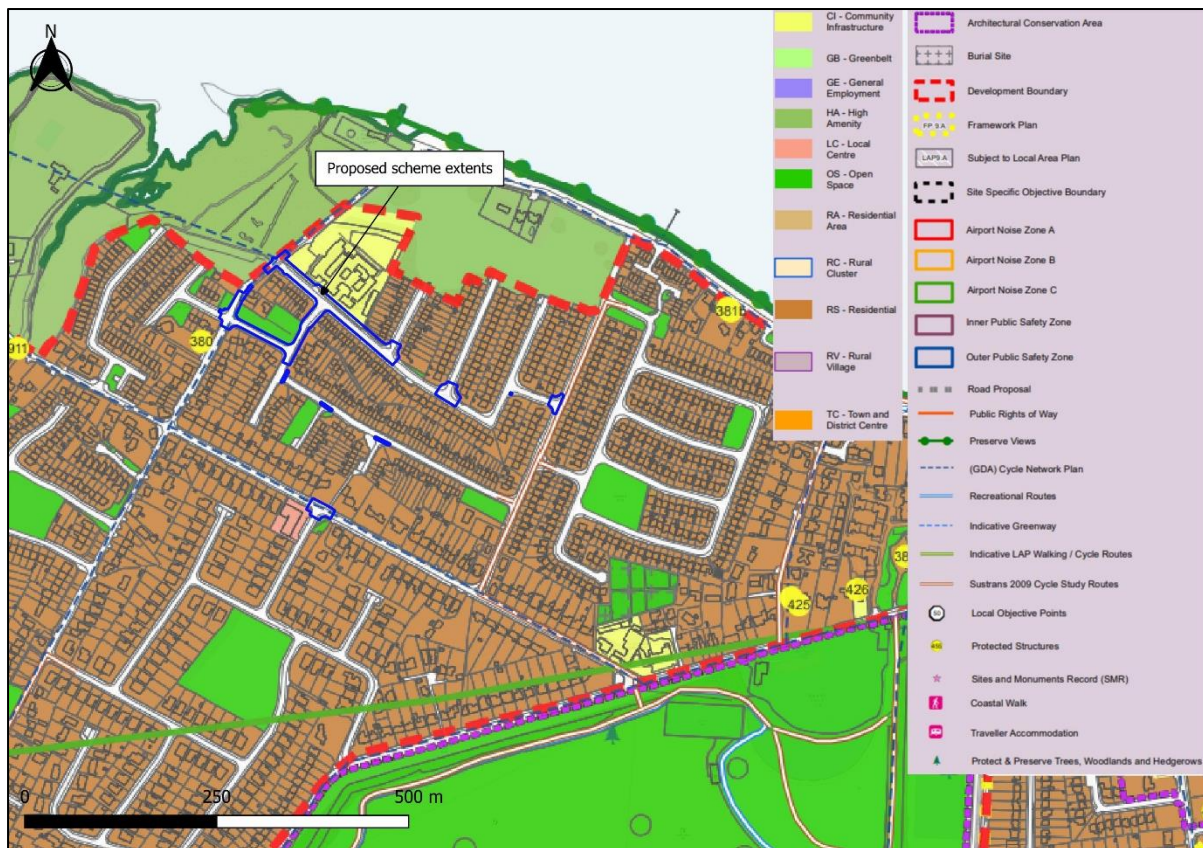 N
Proposed scheme extents
911
380
381b
38
425
426
0
250
500 m
CI - Community
Infrastructure
GB - Greenbelt
GE - General
Employment
HA - High
Amenity
LC - Local
Centre
OS - Open
Space
RA - Residential
Area
RC - Rural
Cluster
RS - Residential
RV - Rural
Village
TC - Town and
District Centre
Architectural Conservation Area
Burial Site
Development Boundary
FP 9.A
Framework Plan
LAP9.A
Subject to Local Area Plan
Site Specific Objective Boundary
Airport Noise Zone A
Airport Noise Zone B
Airport Noise Zone C
Inner Public Safety Zone
Outer Public Safety Zone
Road Proposal
Public Rights of Way
Preserve Views
(GDA) Cycle Network Plan
Recreational Routes
Indicative Greenway
Indicative LAP Walking / Cycle Routes
Sustrans 2009 Cycle Study Routes
Local Objective Points
Protected Structures
Sites and Monuments Record (SMR)
Coastal Walk
Traveller Accommodation
Protect & Preserve Trees, Woodlands and Hedgerows